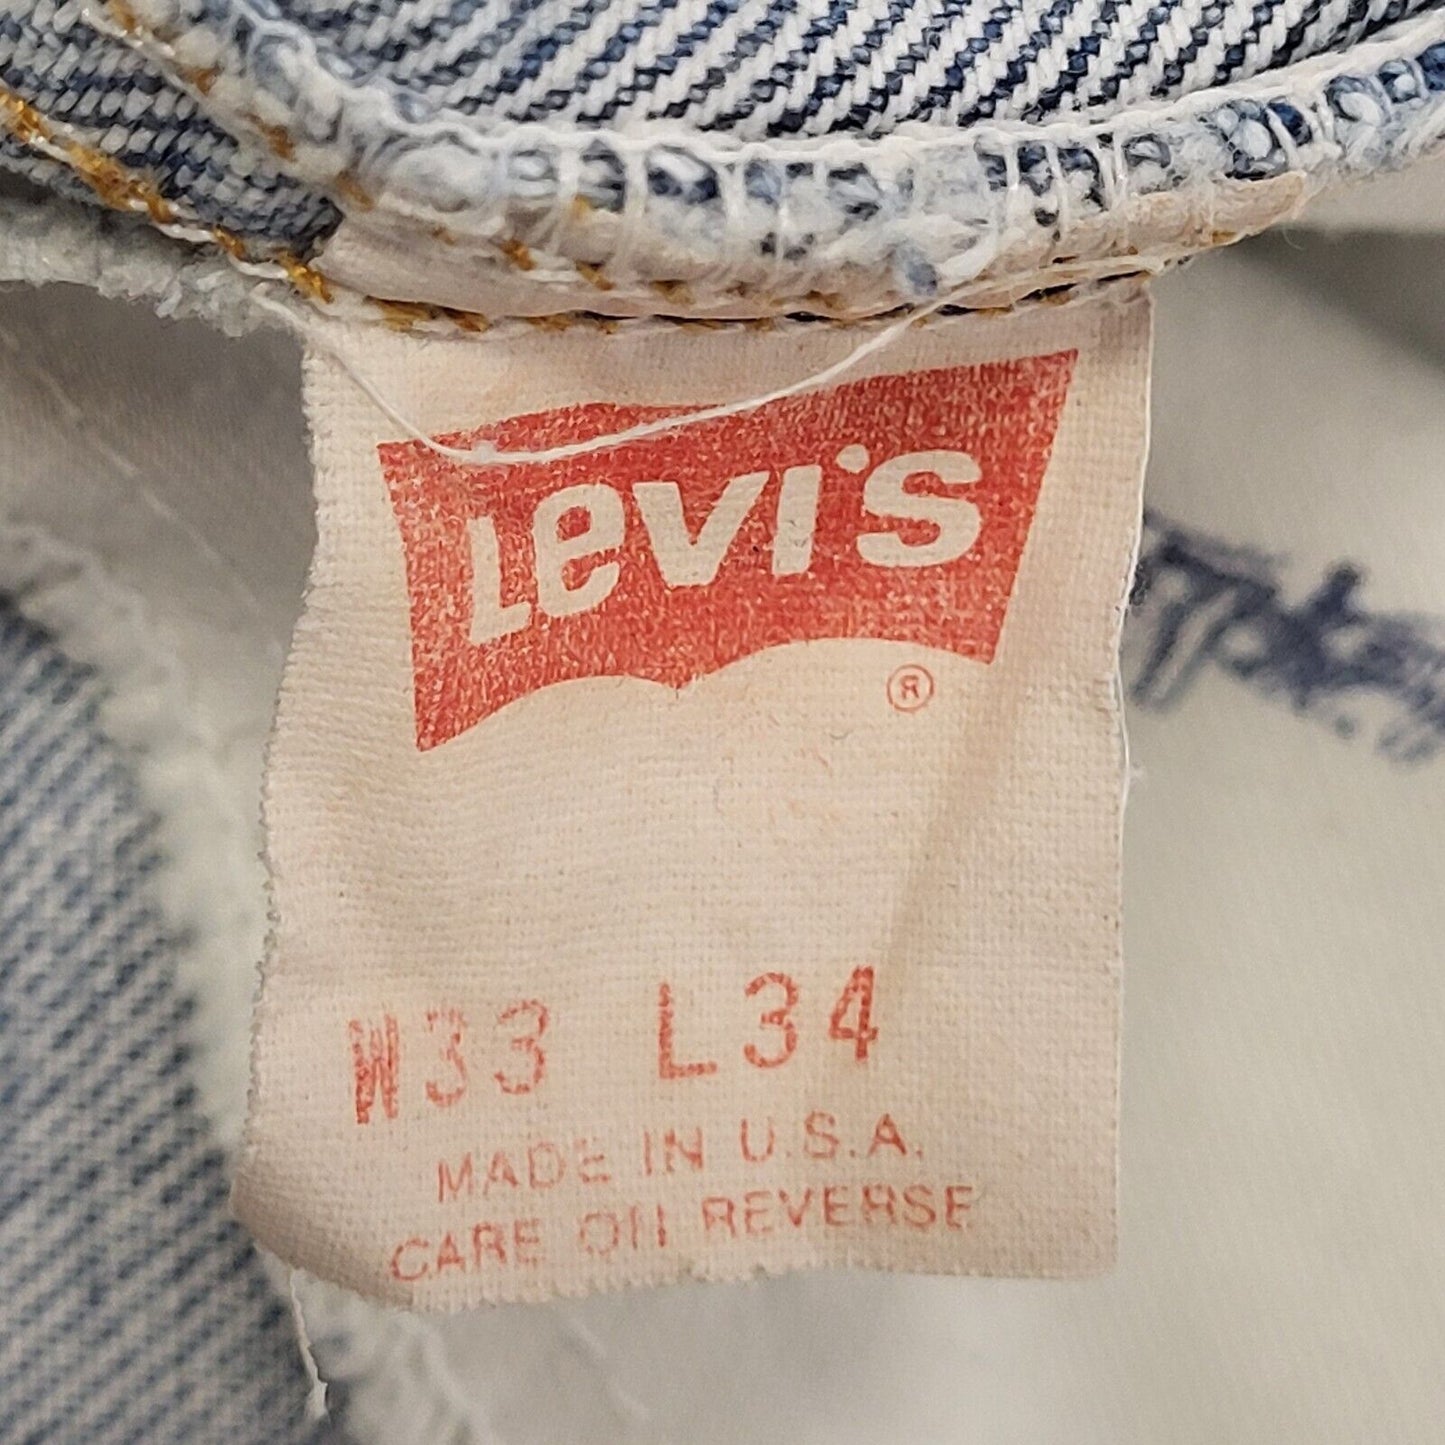 LEVI'S
®
W33 L34
MADE IN U.S.A.
CARE ON REVERSE